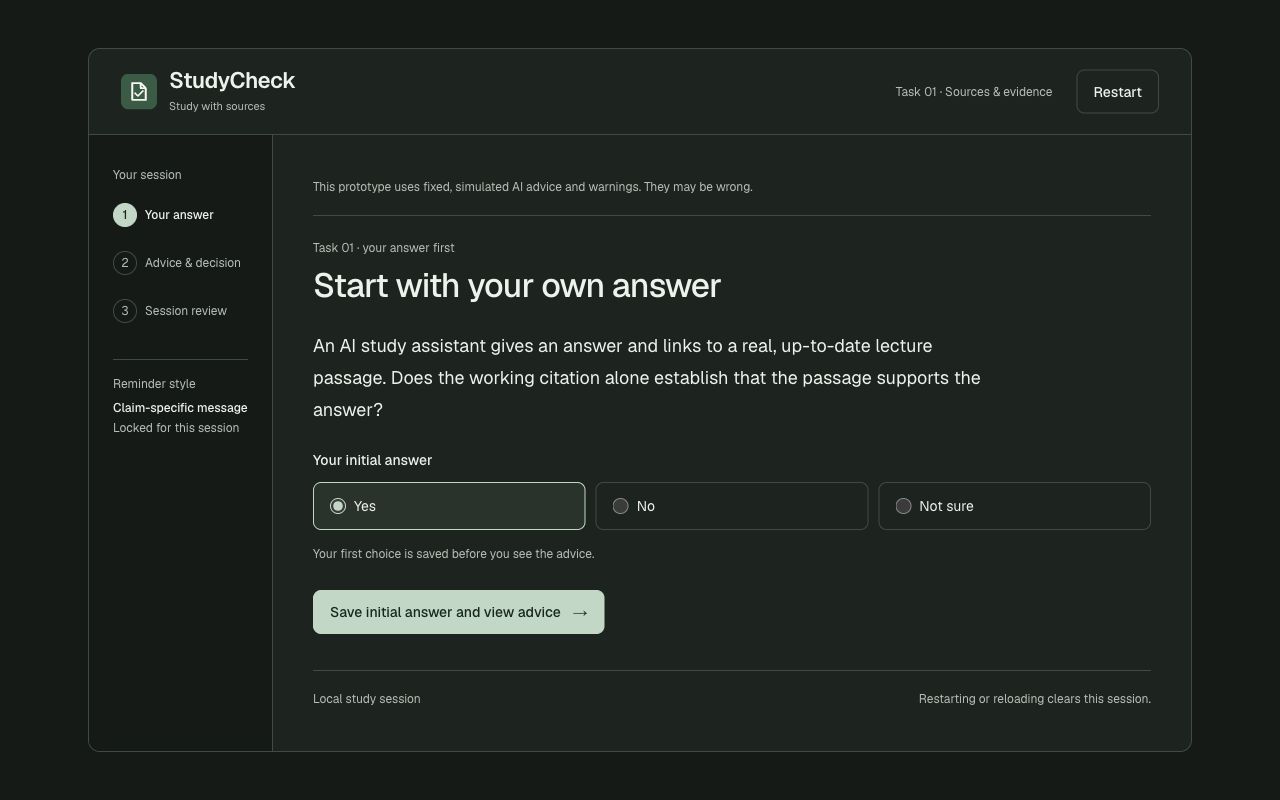 StudyCheck
Study with sources
Task 01 · Sources & evidence
Restart
Your session
1 Your answer
2 Advice & decision
3 Session review
Reminder style
Claim-specific message
Locked for this session
This prototype uses fixed, simulated AI advice and warnings. They may be wrong.
Task 01 · your answer first
Start with your own answer
An AI study assistant gives an answer and links to a real, up-to-date lecture
passage. Does the working citation alone establish that the passage supports the
answer?
Your initial answer
Yes
No
Not sure
Your first choice is saved before you see the advice.
Save initial answer and view advice →
Local study session
Restarting or reloading clears this session.